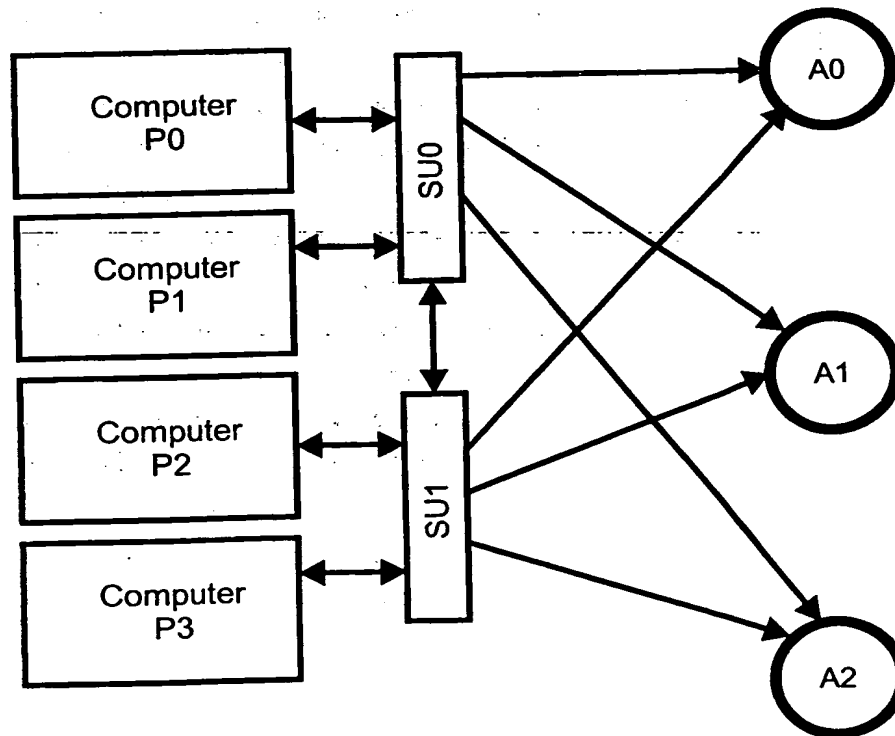 Computer
P0
Computer
P1
Computer
P2
Computer
P3
SU0
SU1
A0
A1
A2